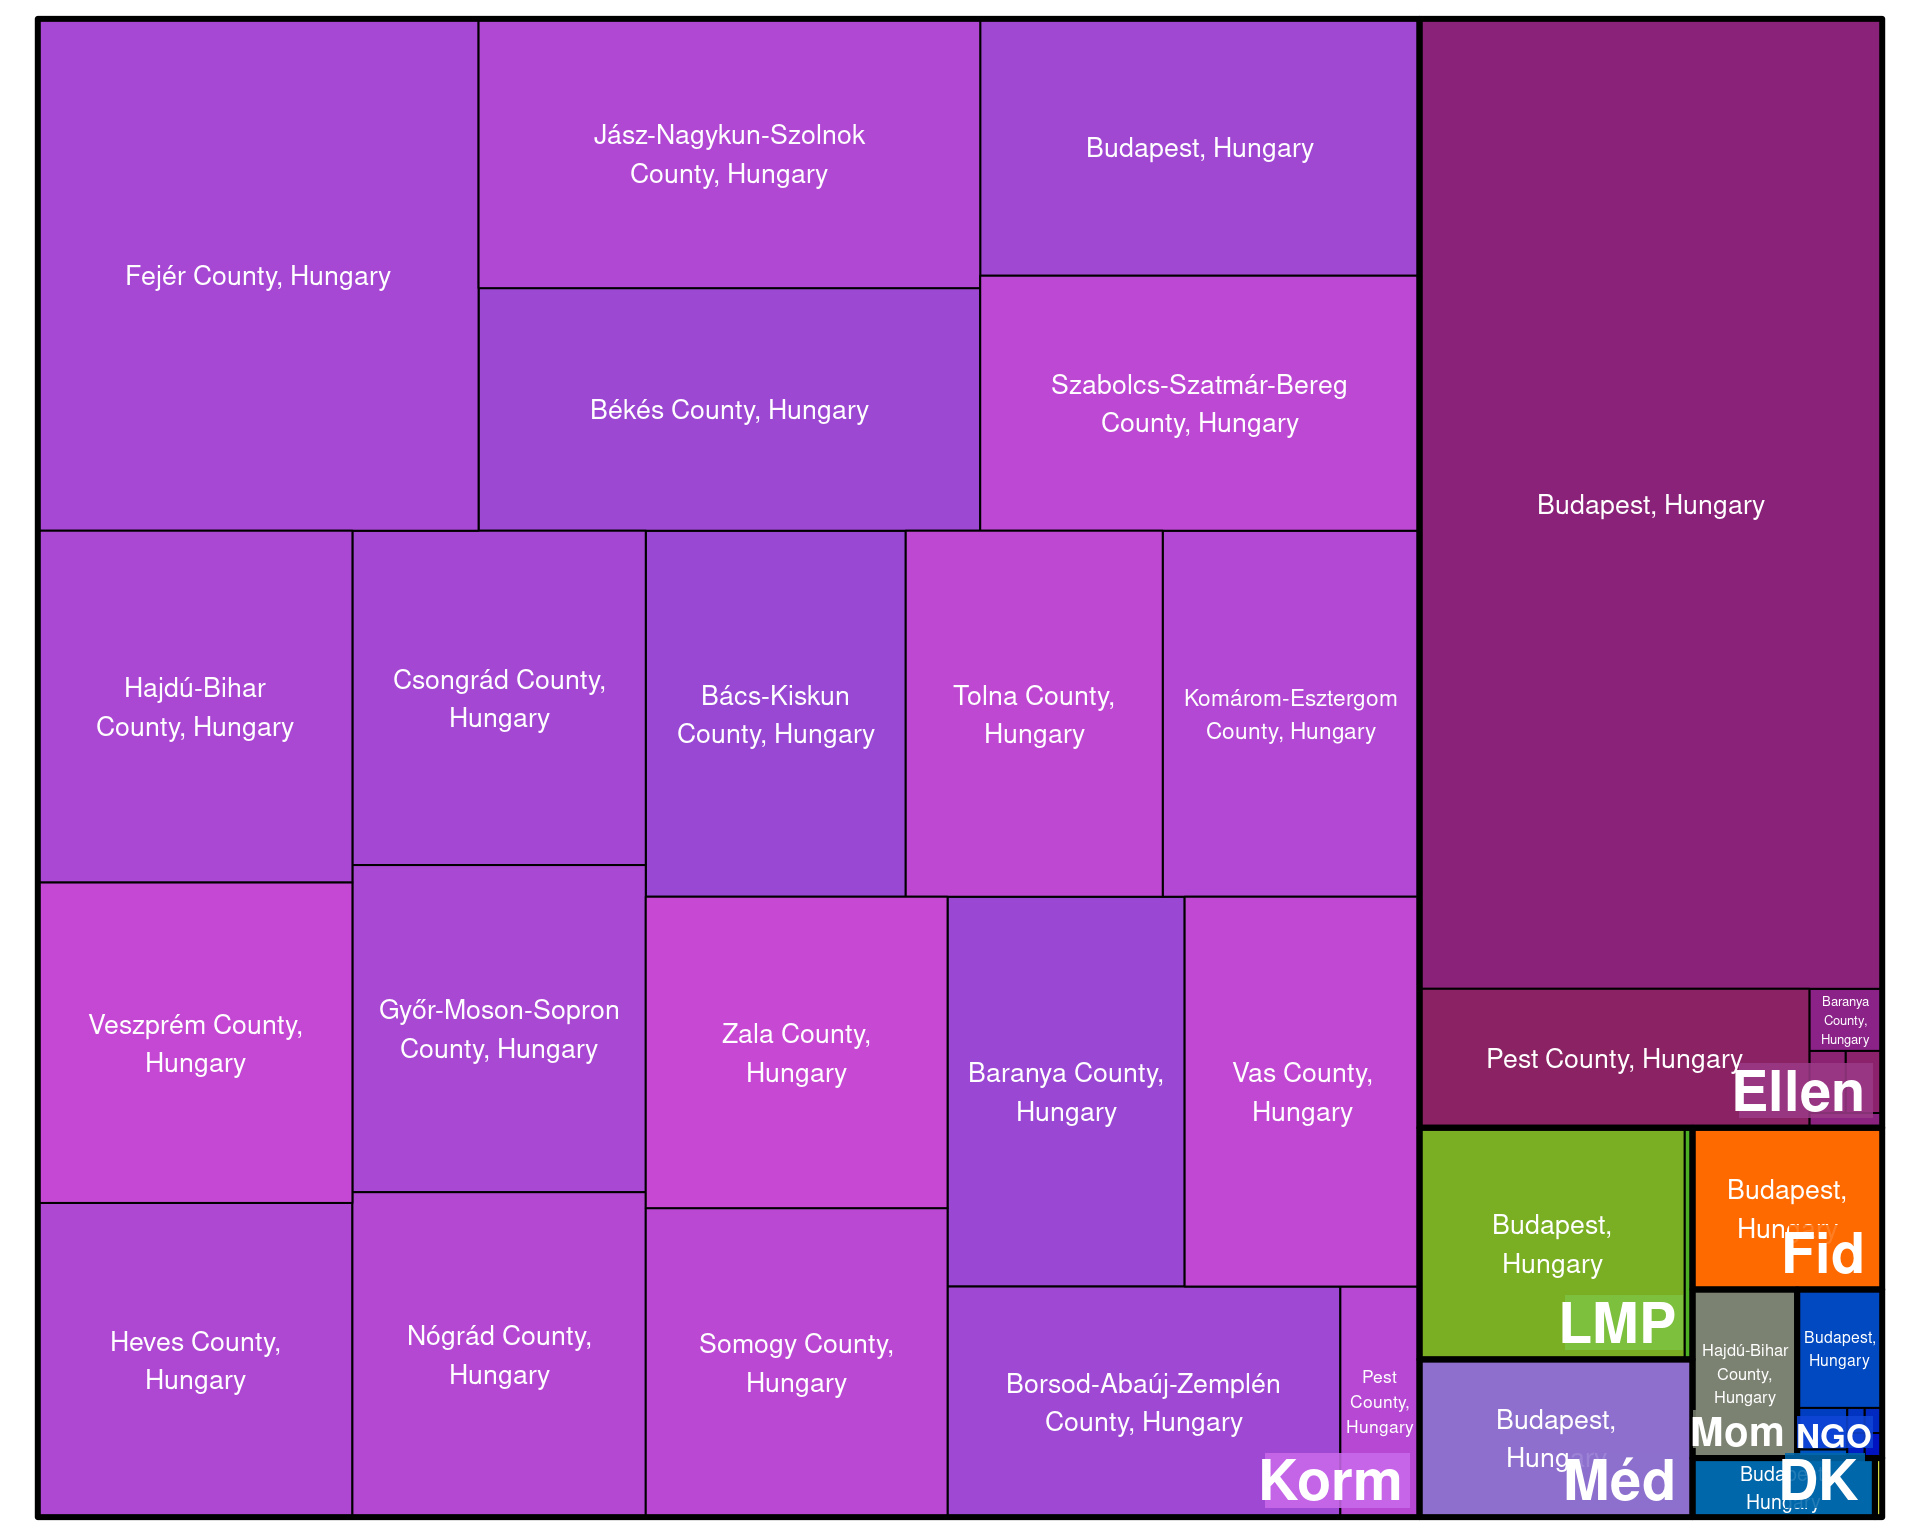 Fejér County, Hungary
Jász-Nagykun-Szolnok
County, Hungary
Budapest, Hungary
Békés County, Hungary
Szabolcs-Szatmár-Bereg
County, Hungary
Hajdú-Bihar
County, Hungary
Csongrád County,
Hungary
Bács-Kiskun
County, Hungary
Tolna County,
Hungary
Komárom-Esztergom
County, Hungary
Veszprém County,
Hungary
Győr-Moson-Sopron
County, Hungary
Zala County,
Hungary
Baranya County,
Hungary
Vas County,
Hungary
Heves County,
Hungary
Nógrád County,
Hungary
Somogy County,
Hungary
Borsod-Abaúj-Zemplén
County, Hungary
Pest
County,
Hungary
Korm
Budapest, Hungary
Pest County, Hungary
Baranya
County,
Hungary
Ellen
Budapest,
Hungary
LMP
Budapest,
Hungary
Fid
Budapest,
Hungary
Méd
Hajdú-Bihar
County,
Hungary
Mom
Budapest,
Hungary
NGO
Budapest,
Hungary
DK